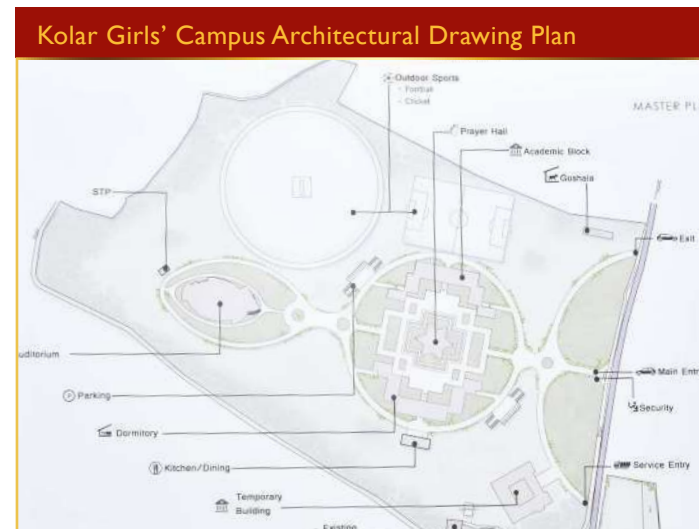 Kolar Girls’ Campus Architectural Drawing Plan
Outdoor Sports
- Football
- Cricket
MASTER PL
Prayer Hall
Academic Block
Goshala
STP
Exit
uditorium
Main Entr
P Parking
Security
Dormitory
Kitchen/Dining
Service Entry
Temporary
Building
Existing